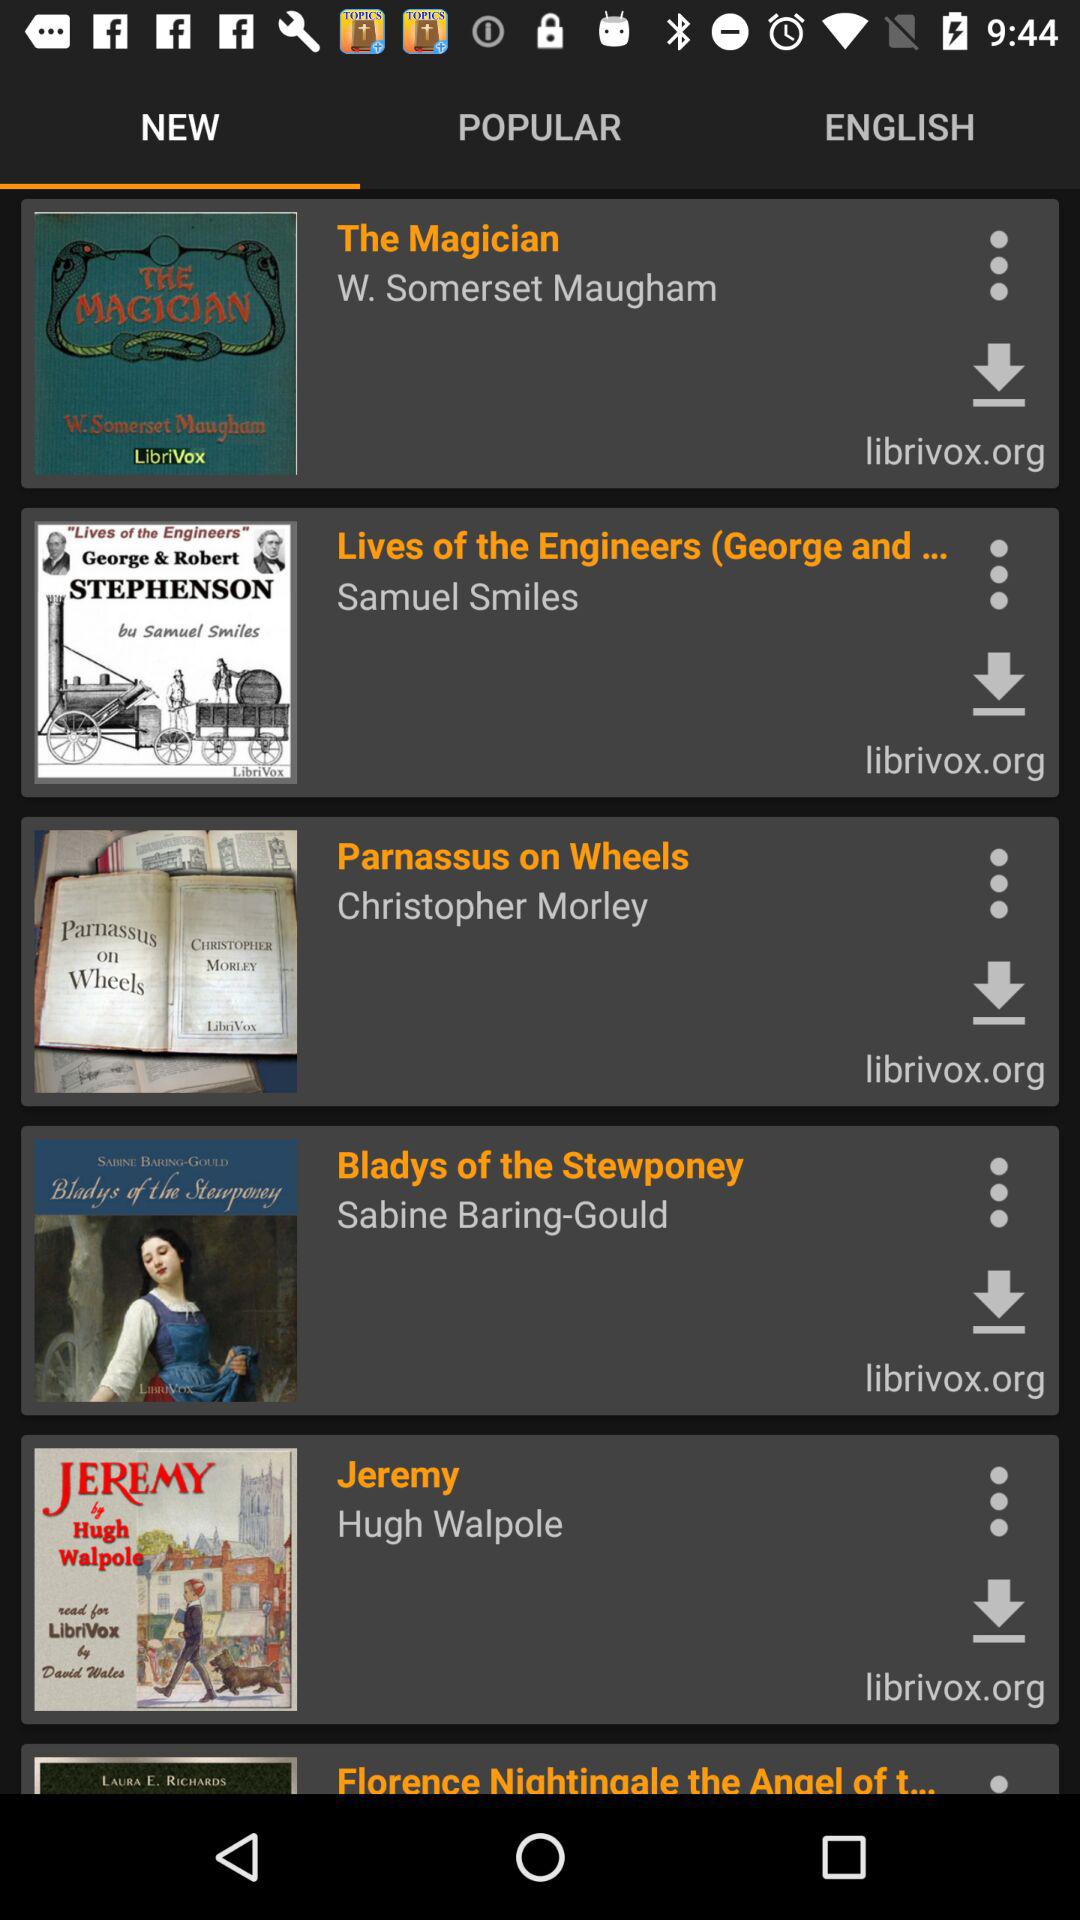 TOPICS
TOPICS
9:44
NEW
POPULAR
ENGLISH
THE
MAGICIAN
W. Somerset Maugham
LibriVox
The Magician
W. Somerset Maugham
librivox.org
"Lives of the Engineers"
George & Robert
STEPHENSON
by Samuel Smiles
LibriVox
Lives of the Engineers (George and ...
Samuel Smiles
librivox.org
Parnassus
on
Wheels
CHRISTOPHER
MORLEY
LibriVox
Parnassus on Wheels
Christopher Morley
librivox.org
SABINE BARING-GOULD
Bladys of the Stewponey
LIBRIVOX
Bladys of the Stewponey
Sabine Baring-Gould
librivox.org
JEREMY
by
Hugh
Walpole
read for
LibriVox
by
David Wales
Jeremy
Hugh Walpole
librivox.org
LAURA E. RICHARDS
Florence Nightingale the Angel of t...